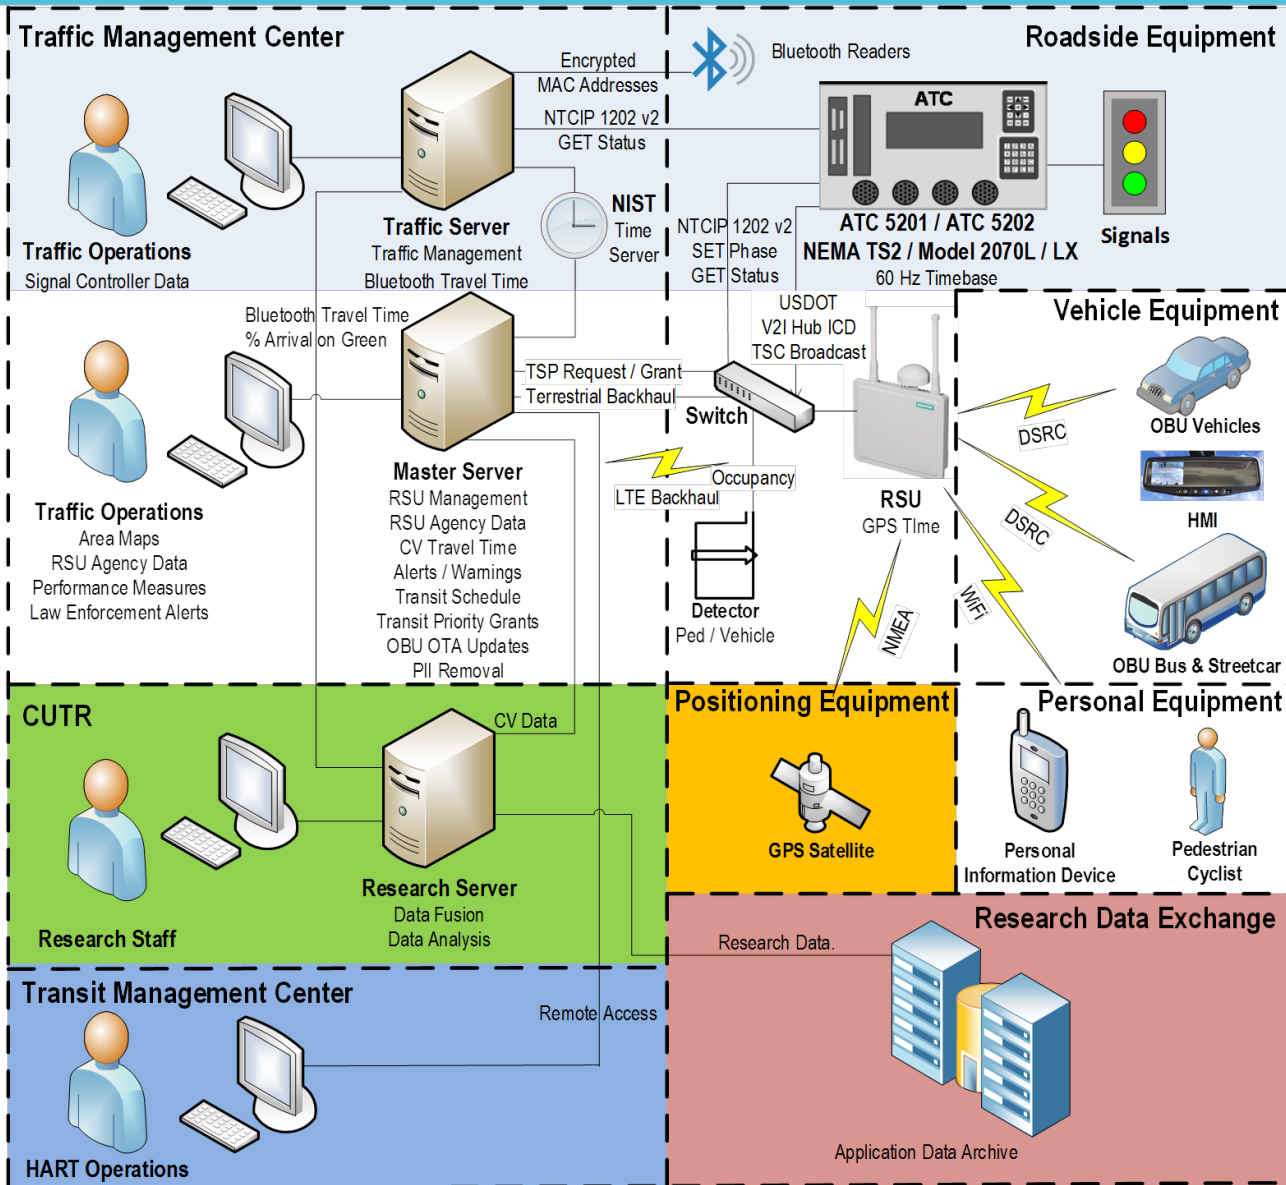 Traffic Management Center
Roadside Equipment
Encrypted
MAC Addresses
Bluetooth Readers
NTCIP 1202 v2
GET Status
ATC
NIST
Time
Server
Traffic Server
Traffic Management
Bluetooth Travel Time
Traffic Operations
Signal Controller Data
NTCIP 1202 v2
SET Phase
GET Status
ATC 5201 / ATC 5202
NEMA TS2 / Model 2070L / LX
60 Hz Timebase
Signals
Bluetooth Travel Time
% Arrival on Green
USDOT
V2I Hub ICD
TSC Broadcast
Vehicle Equipment
TSP Request / Grant
Terrestrial Backhaul
Switch
DSRC
OBU Vehicles
Master Server
RSU Management
RSU Agency Data
CV Travel Time
Alerts / Warnings
Transit Schedule
Transit Priority Grants
OBU OTA Updates
PII Removal
Occupancy
LTE Backhaul
RSU
GPS TIme
DSRC
HMI
Traffic Operations
Area Maps
RSU Agency Data
Performance Measures
Law Enforcement Alerts
Detector
Ped / Vehicle
NMEA
WiFi
OBU Bus & Streetcar
CUTR
CV Data
Positioning Equipment
Personal Equipment
GPS Satellite
Personal
Information Device
Pedestrian
Cyclist
Research Server
Data Fusion
Data Analysis
Research Staff
Research Data Exchange
Research Data.
Transit Management Center
Remote Access
HART Operations
Application Data Archive